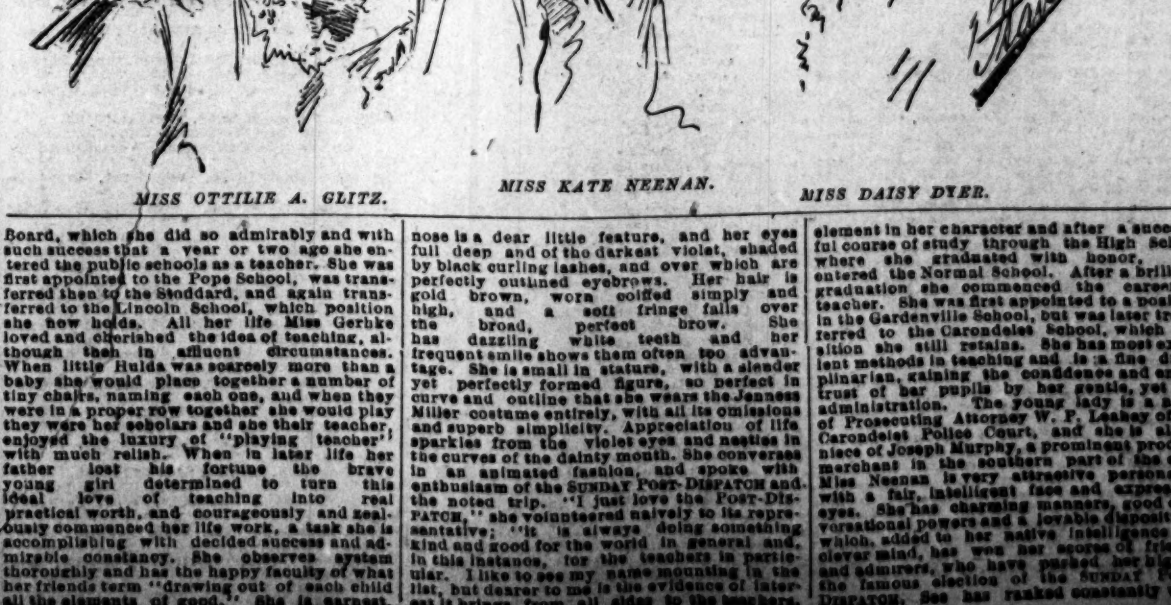 MISS OTTILIE A. GLITZ.
MISS KATE NEENAN.
MISS DAISY DYER.
Board, which she did so admirably and with
such success that a year or two ago she en-
tered the public schools as a teacher. She was
first appointed to the Pope School, was trans-
ferred then to the Stoddard, and again trans-
ferred to the Lincoln School, which position
she now holds. All her life Miss Gerhke
loved and cherished the idea of teaching, al-
though then in affluent circumstances.
When little Hulda was scarcely more than a
baby she would place together a number of
tiny chairs, naming each one, and when they
were in a proper row together she would play
they were her scholars and she their teacher,
enjoyed the luxury of "playing teacher"
with much relish. When in later life her
father lost his fortune the brave
young girl determined to turn this
ideal love of teaching into real
practical worth, and courageously and zeal-
ously commenced her life work, a task she is
accomplishing with decided success and ad-
mirable constancy. She observes system
thoroughly and has the happy faculty of what
her friends term "drawing out of each child
all the elements of good." She is earnest,
nose is a dear little feature, and her eyes
full deep and of tho darkest violet, shaded
by black curling lashes, and over which are
perfectly outlined eyebrows. Her hair is
gold brown, worn coiffed simply and
high, and a soft fringe falls over
the broad, perfect brow. She
has dazzling white teeth and her
frequent smile shows them often too advan-
tage. She is small in stature, with a slender
yet perfectly formed figure, so perfect in
curve and outline that she wears the Jenness
Miller costume entirely, with all its omissions
and superb simplicity. Appreciation of life
sparkles from the violet eyes and nestles in
the curves of the dainty mouth. She converses
in an animated fashion, and spoke with
enthusiasm of the SUNDAY POST-DISPATCH and
the noted trip. "I just love the POST-DIS-
PATCH," she volunteered naively to its repre-
sentative; "it is always doing something
kind and good for the world in general and,
in this instance, for the teachers in partic-
ular. I like to see my name mounting in the
list, but dearer to me is the evidence of inter-
est it brings from all sides to the teachers.
element in her character and after a
ful course of study through the High
where she graduated with honor,
entered the Normal School. After a
graduation she commenced the
teacher. She was first appointed to a
in the Gardenville School, but was later
ferred to the Carondelet School, which
sition she still retains. She has most
lent methods in teaching and is a fine
plinarian, gaining the confidence and
trust of her pupils by her gentle, yet
administration. The young lady is a
of Prosecuting Attorney W. P. Leahey
Carondelet Police Court, and she is
niece of Joseph Murphy, a prominent
merchant in the southern part of the
Miss Neenan is very attractive
with a fair, intelligent face and
eyes. She has charming manners, good
versational powers and a lovable
which, added to her native
clever mind, has won her scores of
and admirers, who have pushed her
the famous election of the SUNDAY
DISPATCH. She has ranked constantly